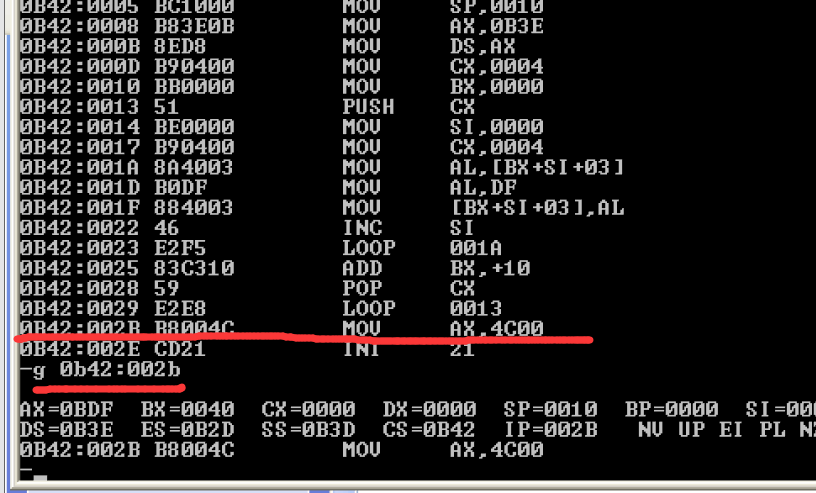 0B42:0005 BC1000 MOV SP,0010
0B42:0008 B83E0B MOV AX,0B3E
0B42:000B 8ED8 MOV DS,AX
0B42:000D B90400 MOV CX,0004
0B42:0010 BB0000 MOV BX,0000
0B42:0013 51 PUSH CX
0B42:0014 BE0000 MOV SI,0000
0B42:0017 B90400 MOV CX,0004
0B42:001A 8A4003 MOV AL,[BX+SI+03]
0B42:001D B0DF MOV AL,DF
0B42:001F 884003 MOV [BX+SI+03],AL
0B42:0022 46 INC SI
0B42:0023 E2F5 LOOP 001A
0B42:0025 83C310 ADD BX,+10
0B42:0028 59 POP CX
0B42:0029 E2E8 LOOP 0013
0B42:002B B8004C MOV AX,4C00
0B42:002E CD21 INT 21
-g 0b42:002b
AX=0BDF BX=0040 CX=0000 DX=0000 SP=0010 BP=0000 SI=00
DS=0B3E ES=0B2D SS=0B3D CS=0B42 IP=002B NV UP EI PL N
0B42:002B B8004C MOV AX,4C00
-